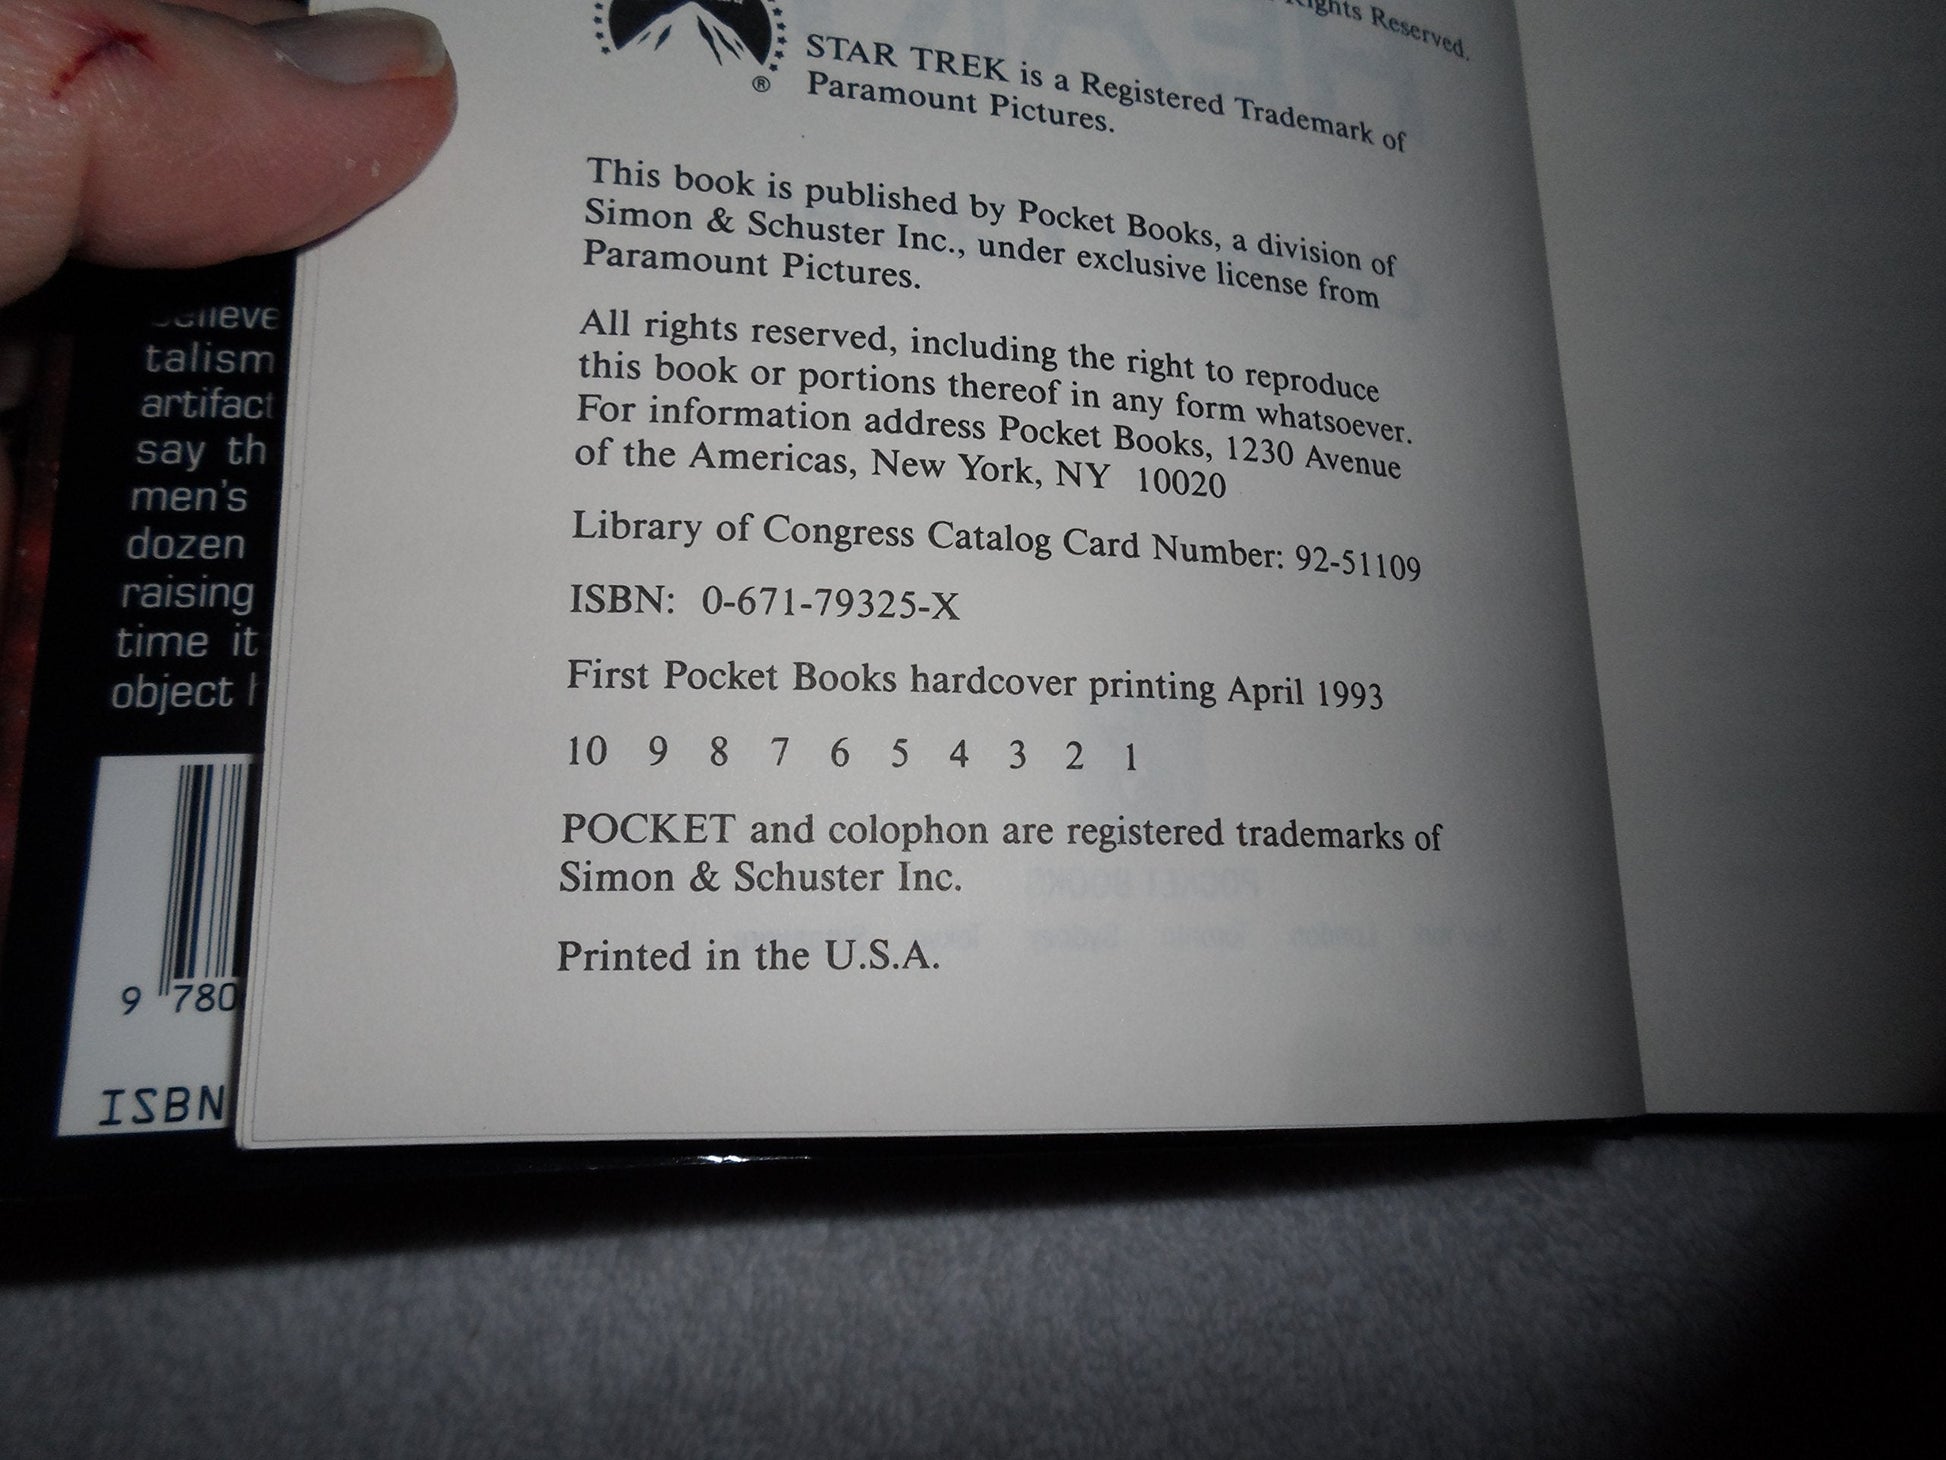 Rights Reserved.
STAR TREK is a Registered Trademark of
Paramount Pictures.
®
This book is published by Pocket Books, a division of
Simon & Schuster Inc., under exclusive license from
Paramount Pictures.
All rights reserved, including the right to reproduce
this book or portions thereof in any form whatsoever.
For information address Pocket Books, 1230 Avenue
of the Americas, New York, NY 10020
Library of Congress Catalog Card Number: 92-51109
ISBN: 0-671-79325-X
First Pocket Books hardcover printing April 1993
10 9 8 7 6 5 4 3 2 1
POCKET and colophon are registered trademarks of
Simon & Schuster Inc.
Printed in the U.S.A.
believe
talism
artifact
say th
men's
dozen
raising
time it
object
9 780
ISBN